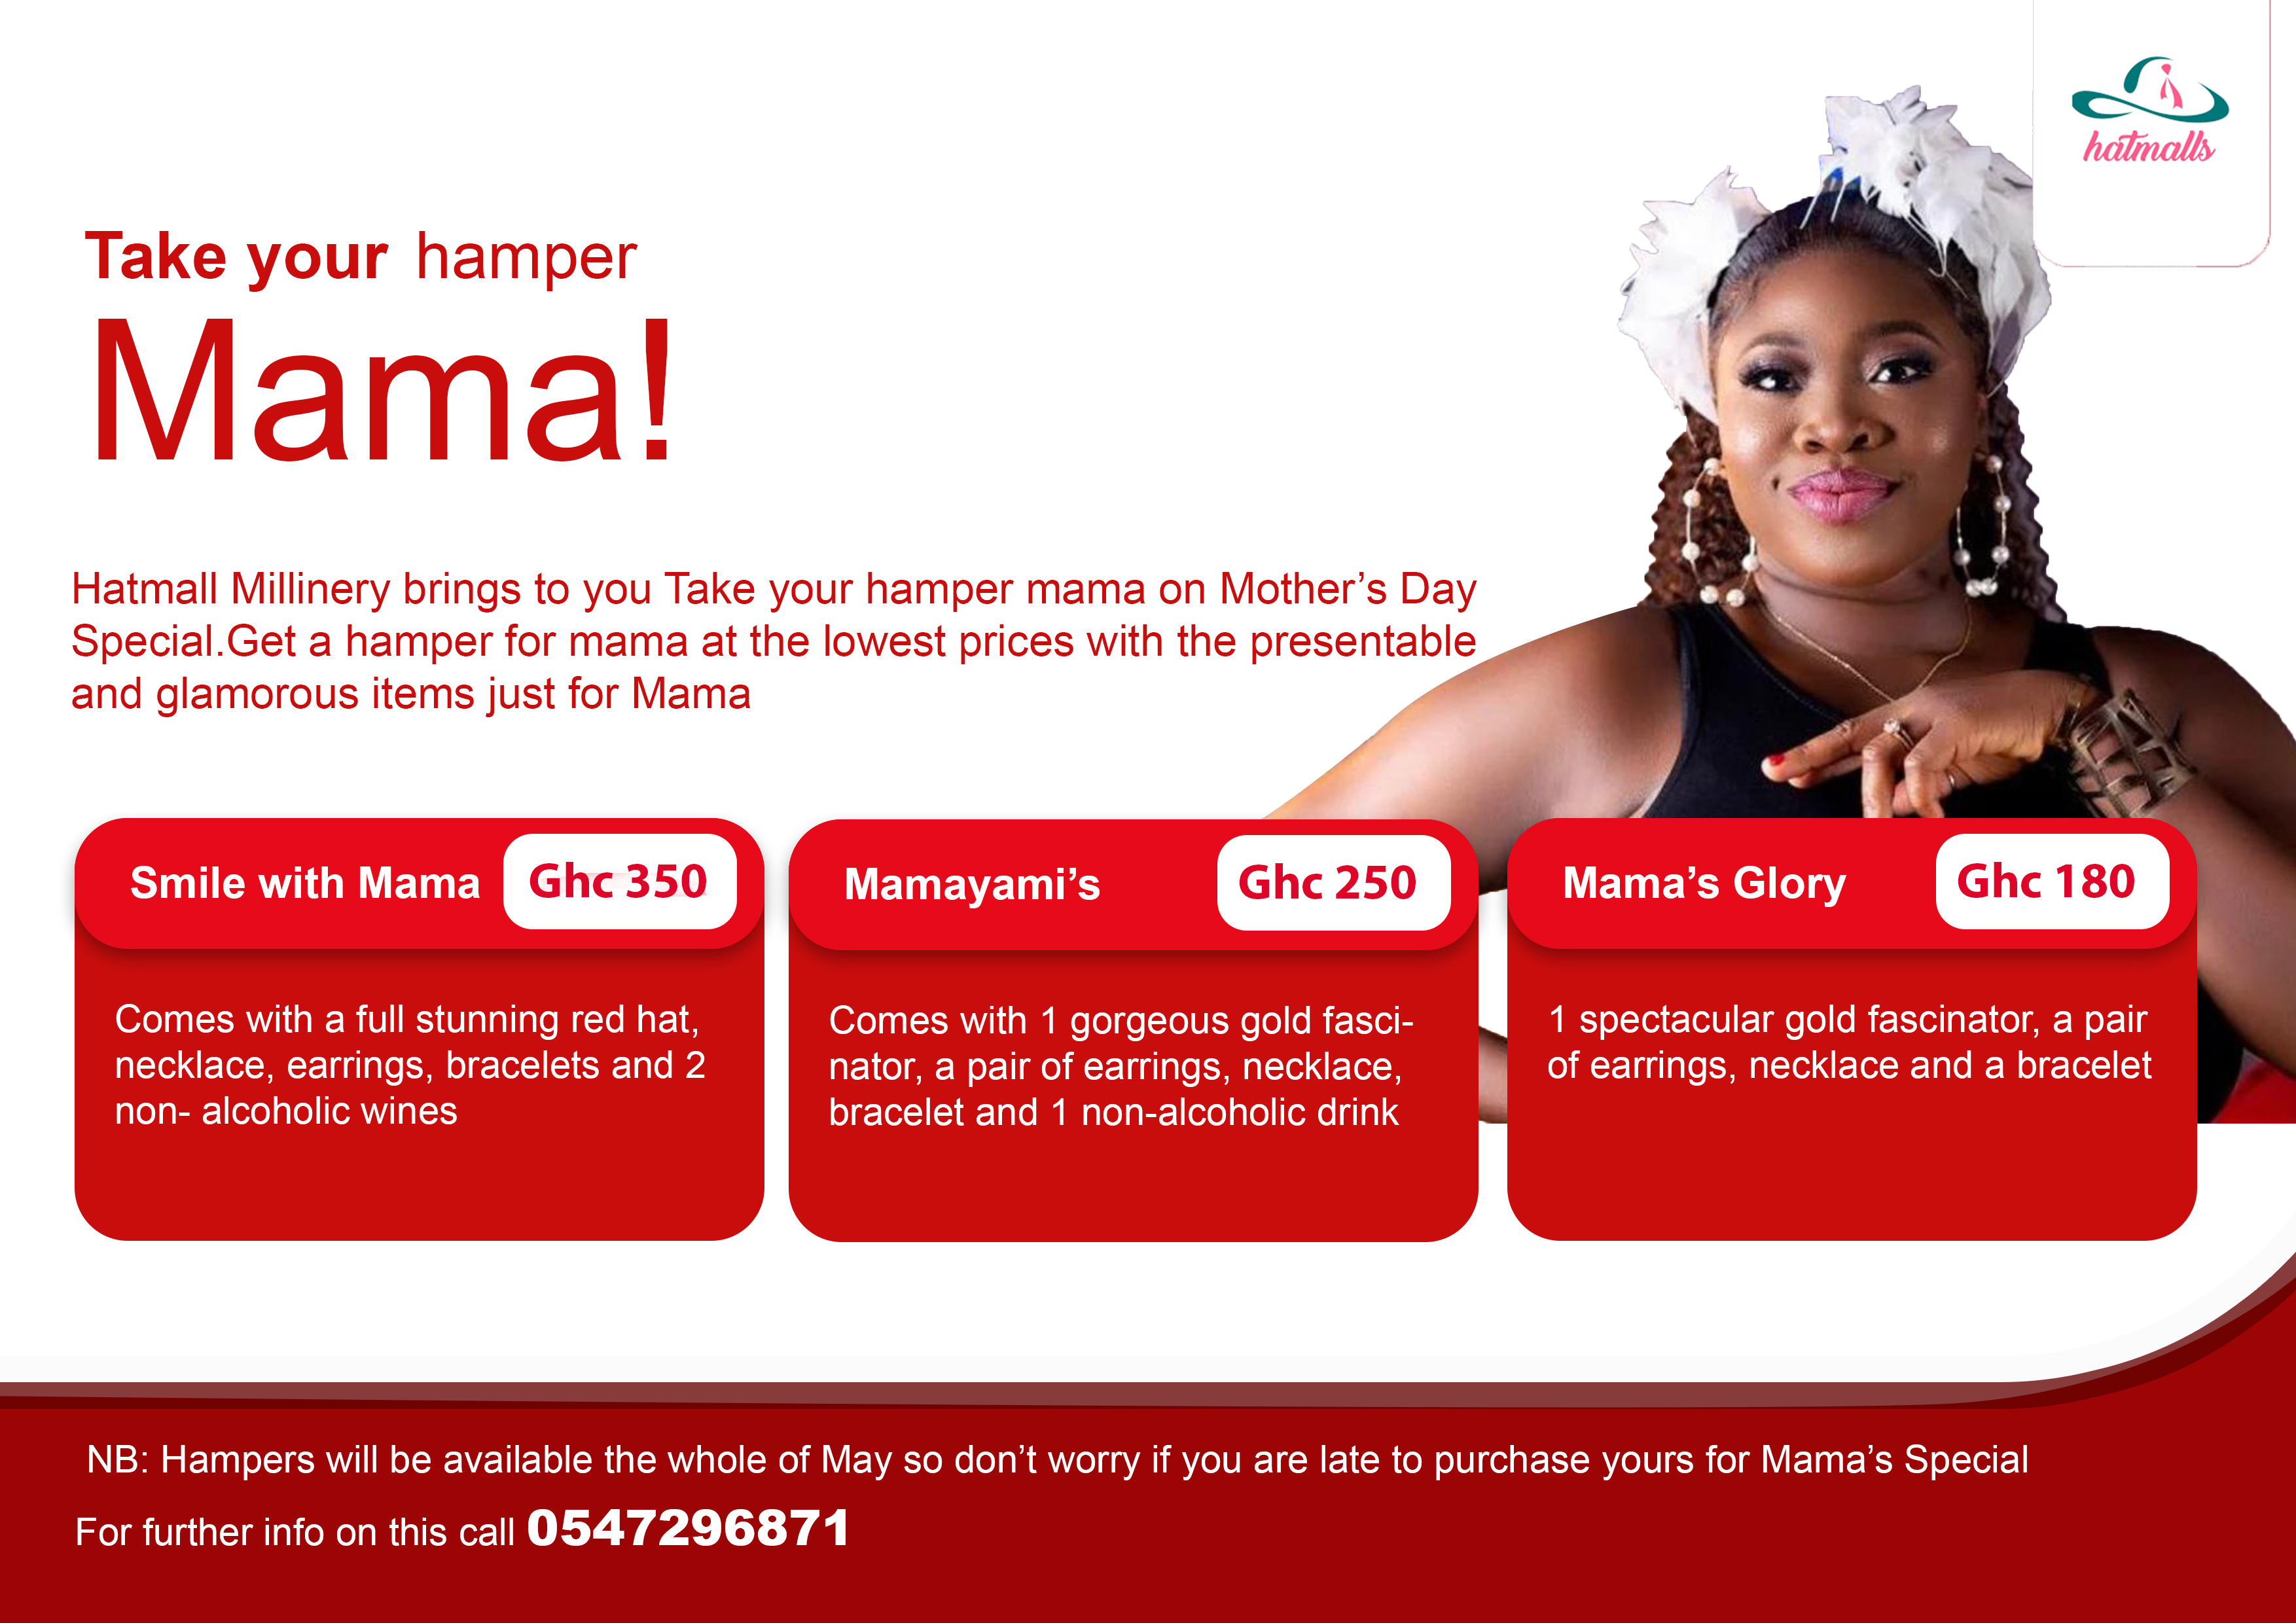 hatmalls
Take your hamper
Mama!
Hatmall Millinery brings to you Take your hamper mama on Mother’s Day
Special.Get a hamper for mama at the lowest prices with the presentable
and glamorous items just for Mama
Smile with Mama Ghc 350
Comes with a full stunning red hat,
necklace, earrings, bracelets and 2
non- alcoholic wines
Mamayami’s Ghc 250
Comes with 1 gorgeous gold fasci-
nator, a pair of earrings, necklace,
bracelet and 1 non-alcoholic drink
Mama’s Glory Ghc 180
1 spectacular gold fascinator, a pair
of earrings, necklace and a bracelet
NB: Hampers will be available the whole of May so don’t worry if you are late to purchase yours for Mama’s Special
For further info on this call 0547296871